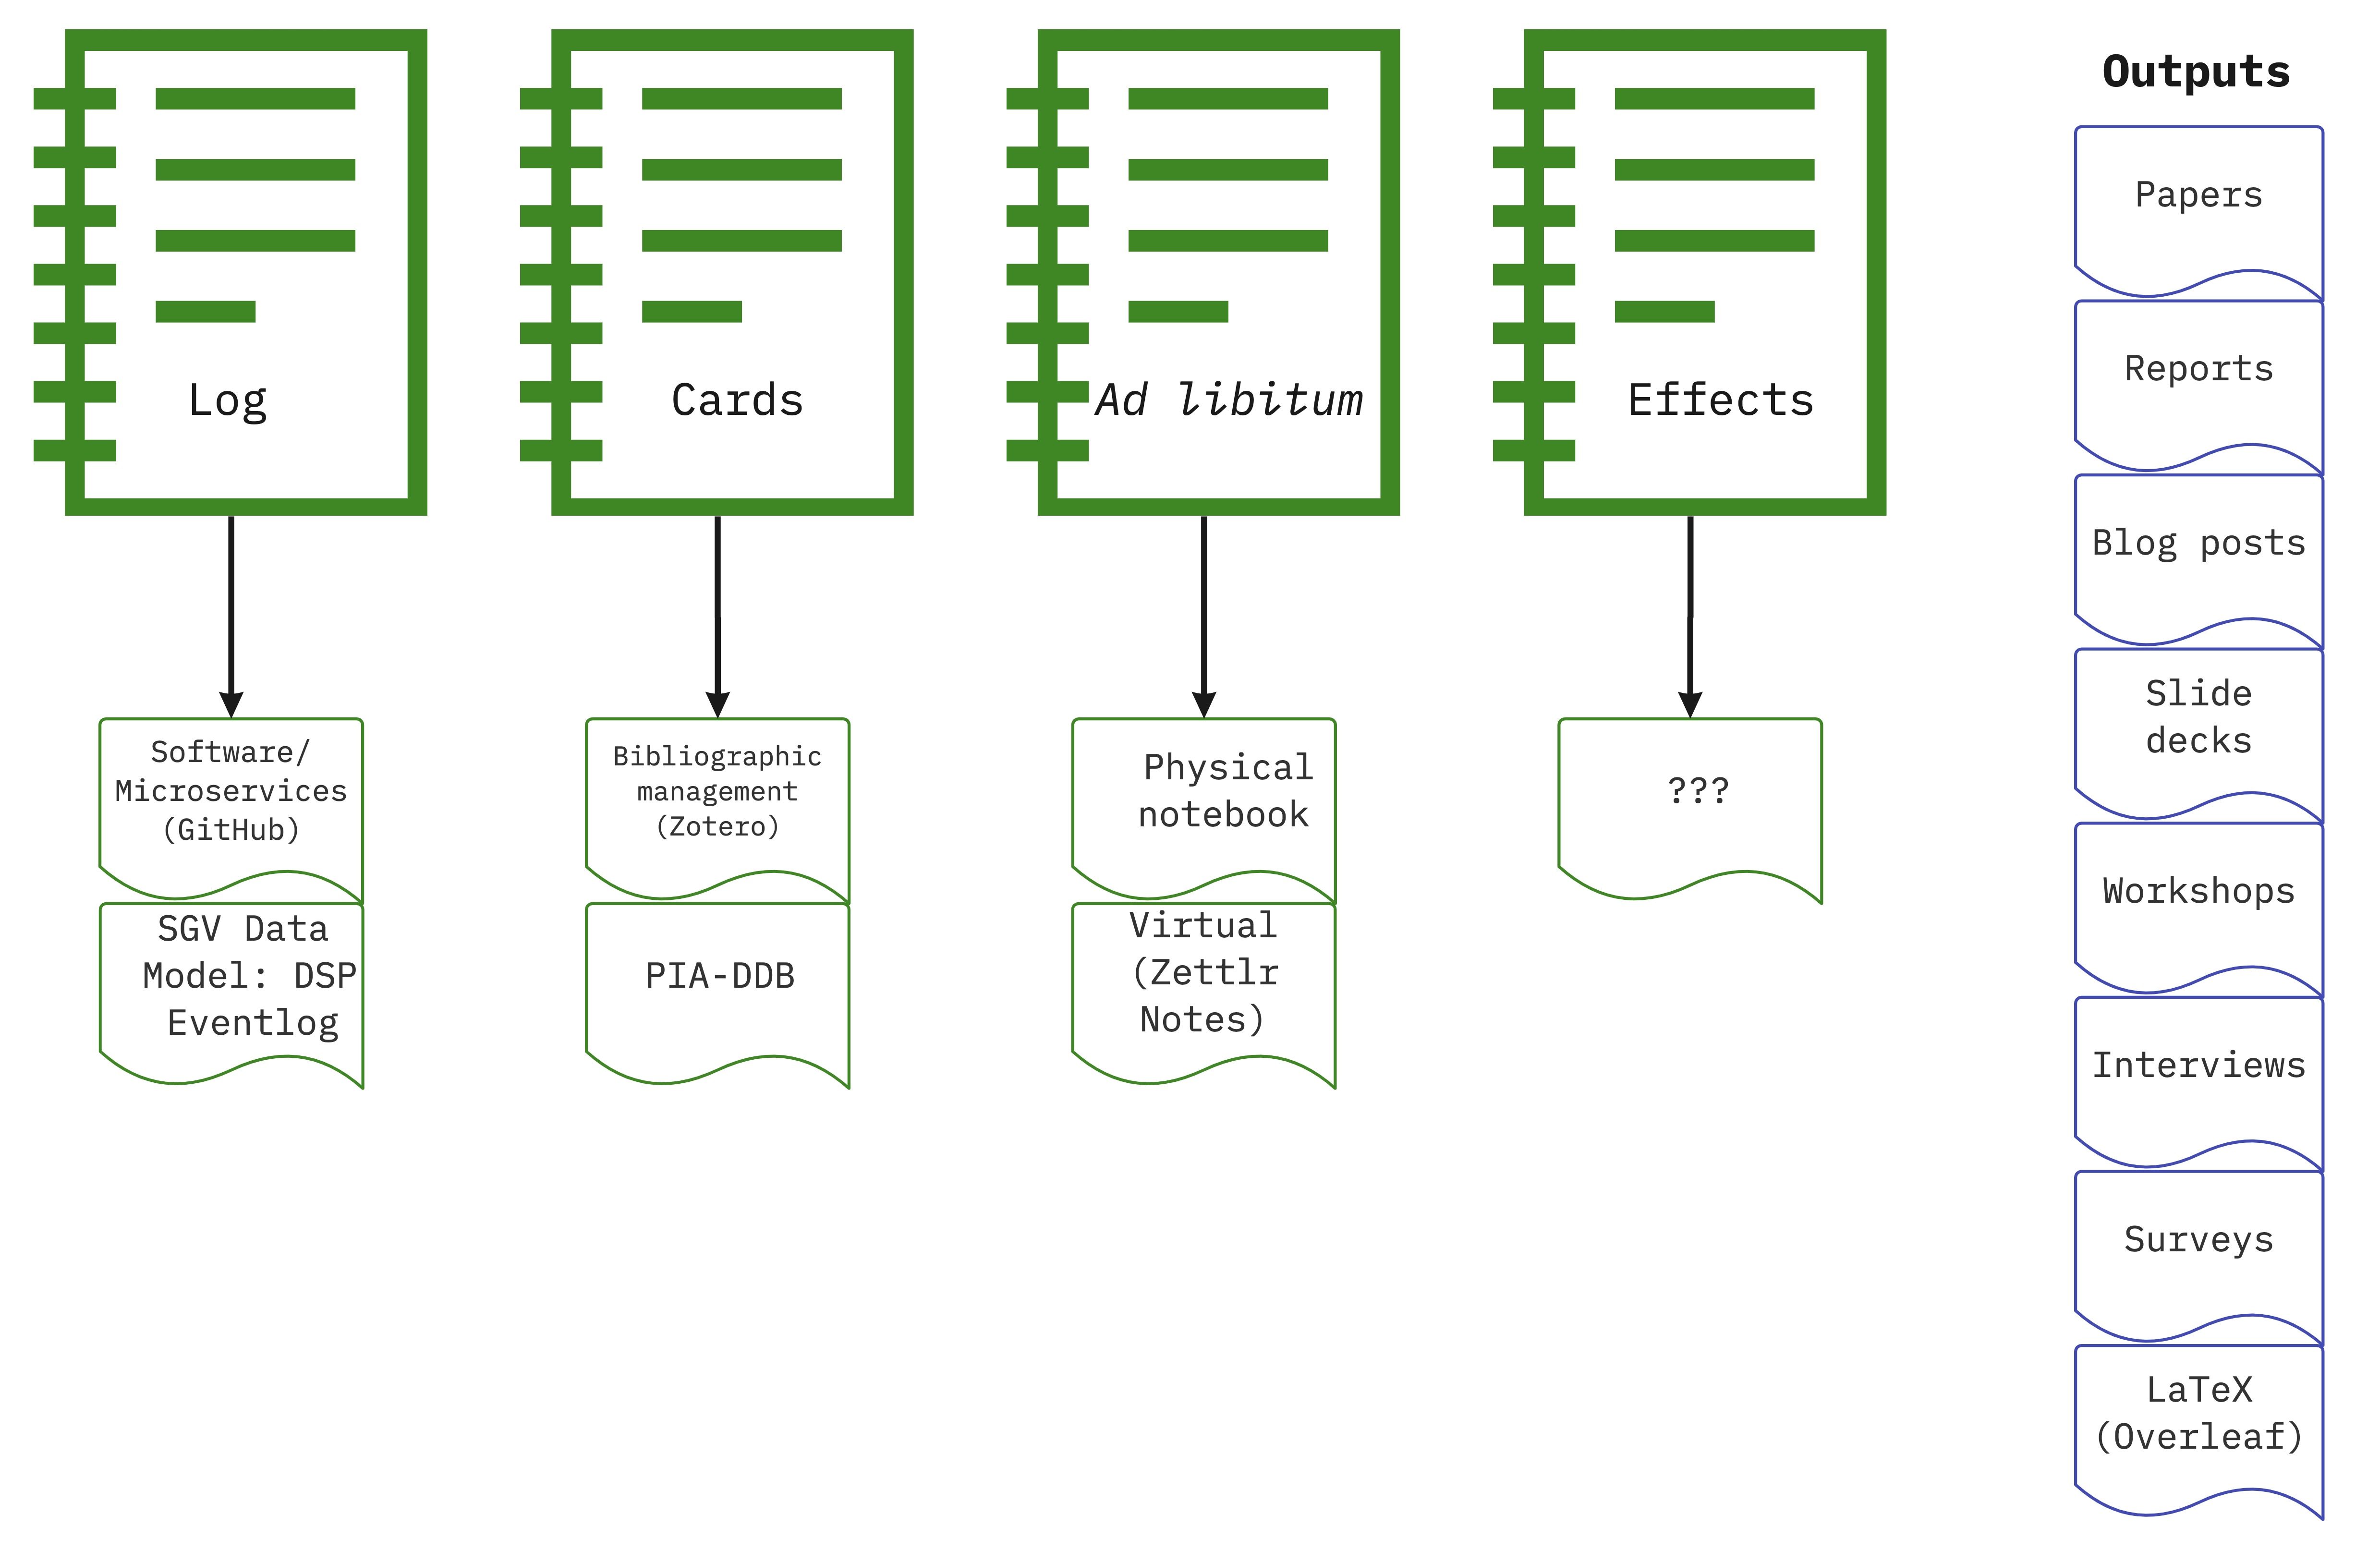 Log
Software/
Microservices
(GitHub)
SGV Data
Model: DSP
Eventlog
Cards
Bibliographic
management
(Zotero)
PIA-DDB
Ad libitum
Physical
notebook
Virtual
(Zettlr
Notes)
Effects
???
Outputs
Papers
Reports
Blog posts
Slide
decks
Workshops
Interviews
Surveys
LaTeX
(Overleaf)